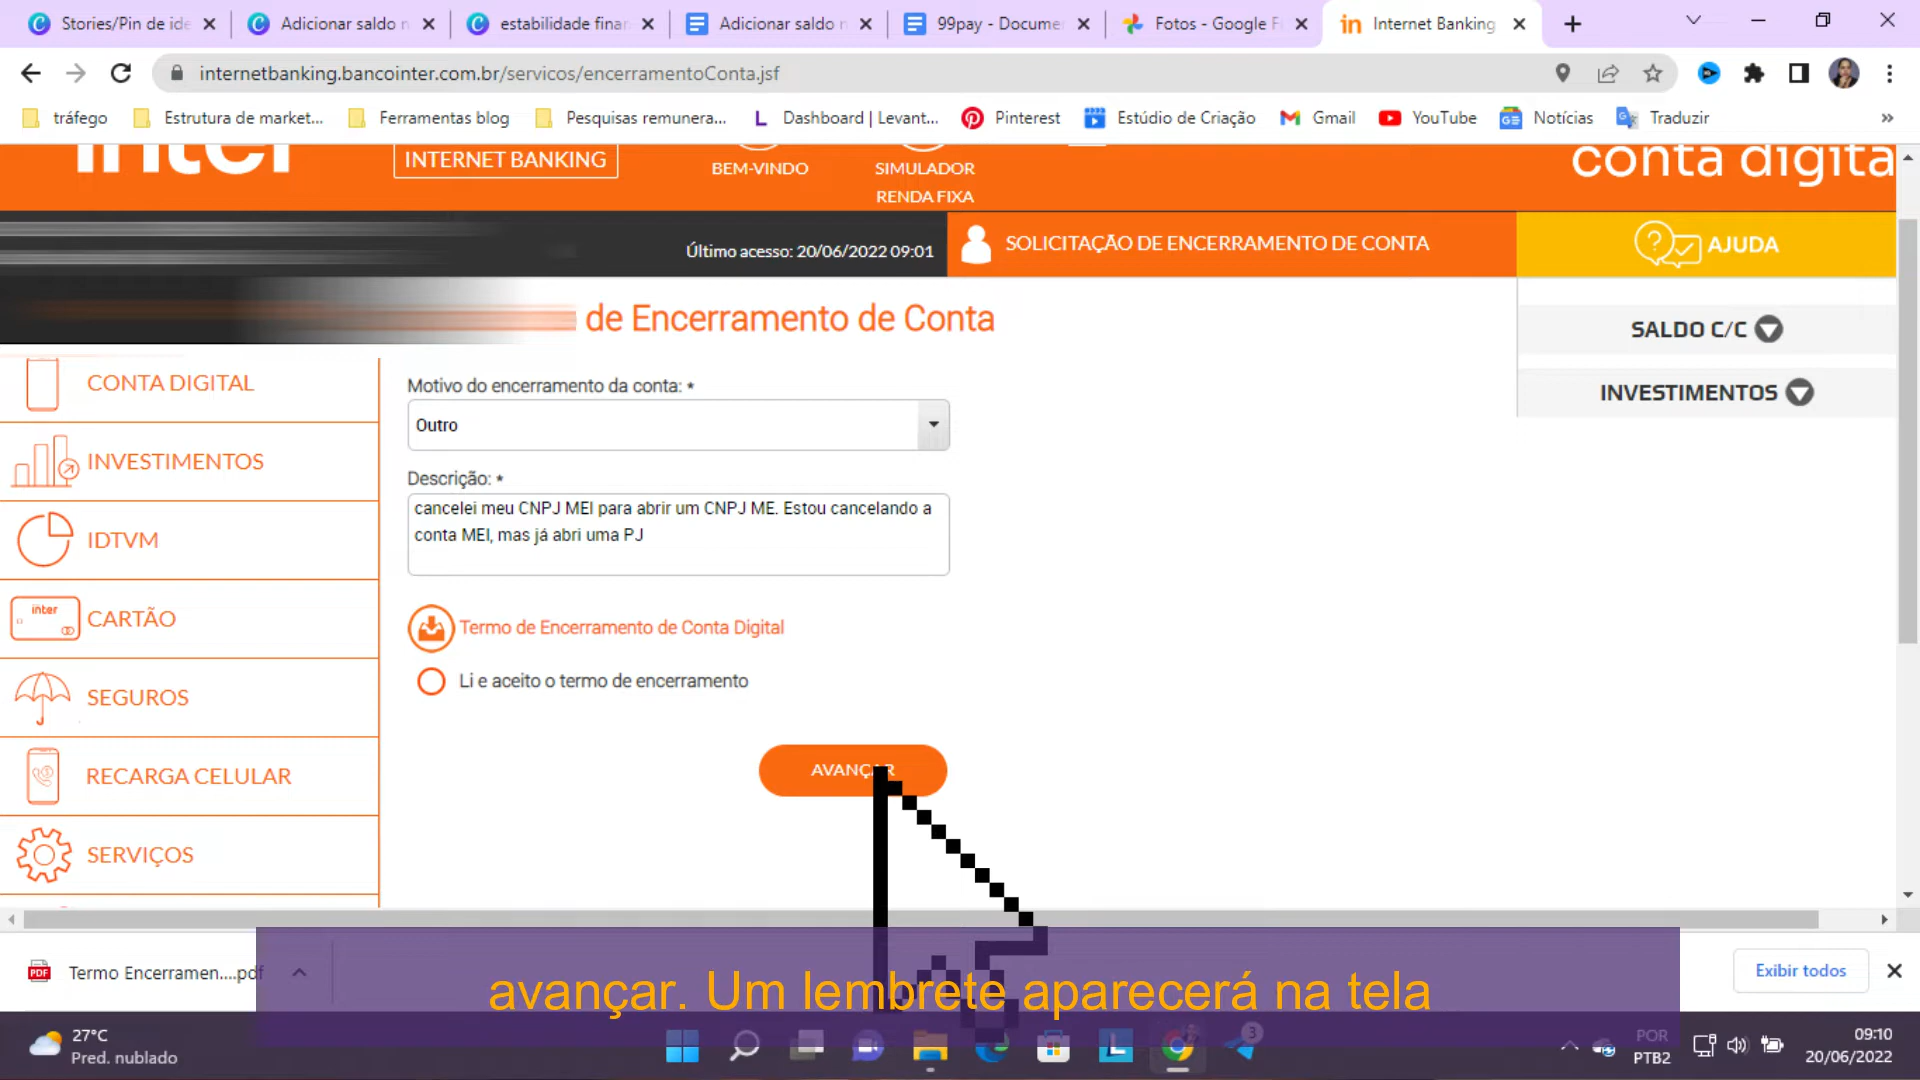 Stories/Pin de ide
Adicionar saldo n
estabilidade finan
Adicionar saldo n
99pay - Documen
Fotos - Google F
Internet Banking
internetbanking.bancointer.com.br/servicos/encerramentoConta.jsf
tráfego
Estrutura de market...
Ferramentas blog
Pesquisas remunera...
Dashboard | Levant...
Pinterest
Estúdio de Criação
Gmail
YouTube
Notícias
Traduzir
inter
INTERNET BANKING
BEM-VINDO
SIMULADOR
RENDA FIXA
conta digital
Último acesso: 20/06/2022 09:01
SOLICITAÇÃO DE ENCERRAMENTO DE CONTA
AJUDA
de Encerramento de Conta
SALDO C/C
INVESTIMENTOS
CONTA DIGITAL
INVESTIMENTOS
IDTVM
inter
CARTÃO
SEGUROS
RECARGA CELULAR
SERVIÇOS
Motivo do encerramento da conta: *
Outro
Descrição: *
cancelei meu CNPJ MEI para abrir um CNPJ ME. Estou cancelando a
conta MEI, mas já abri uma PJ
Termo de Encerramento de Conta Digital
Li e aceito o termo de encerramento
AVANÇAR
PDF
Termo Encerramen....pdf
Exibir todos
avançar. Um lembrete aparecerá na tela
27°C
Pred. nublado
3
POR
PTB2
09:10
20/06/2022